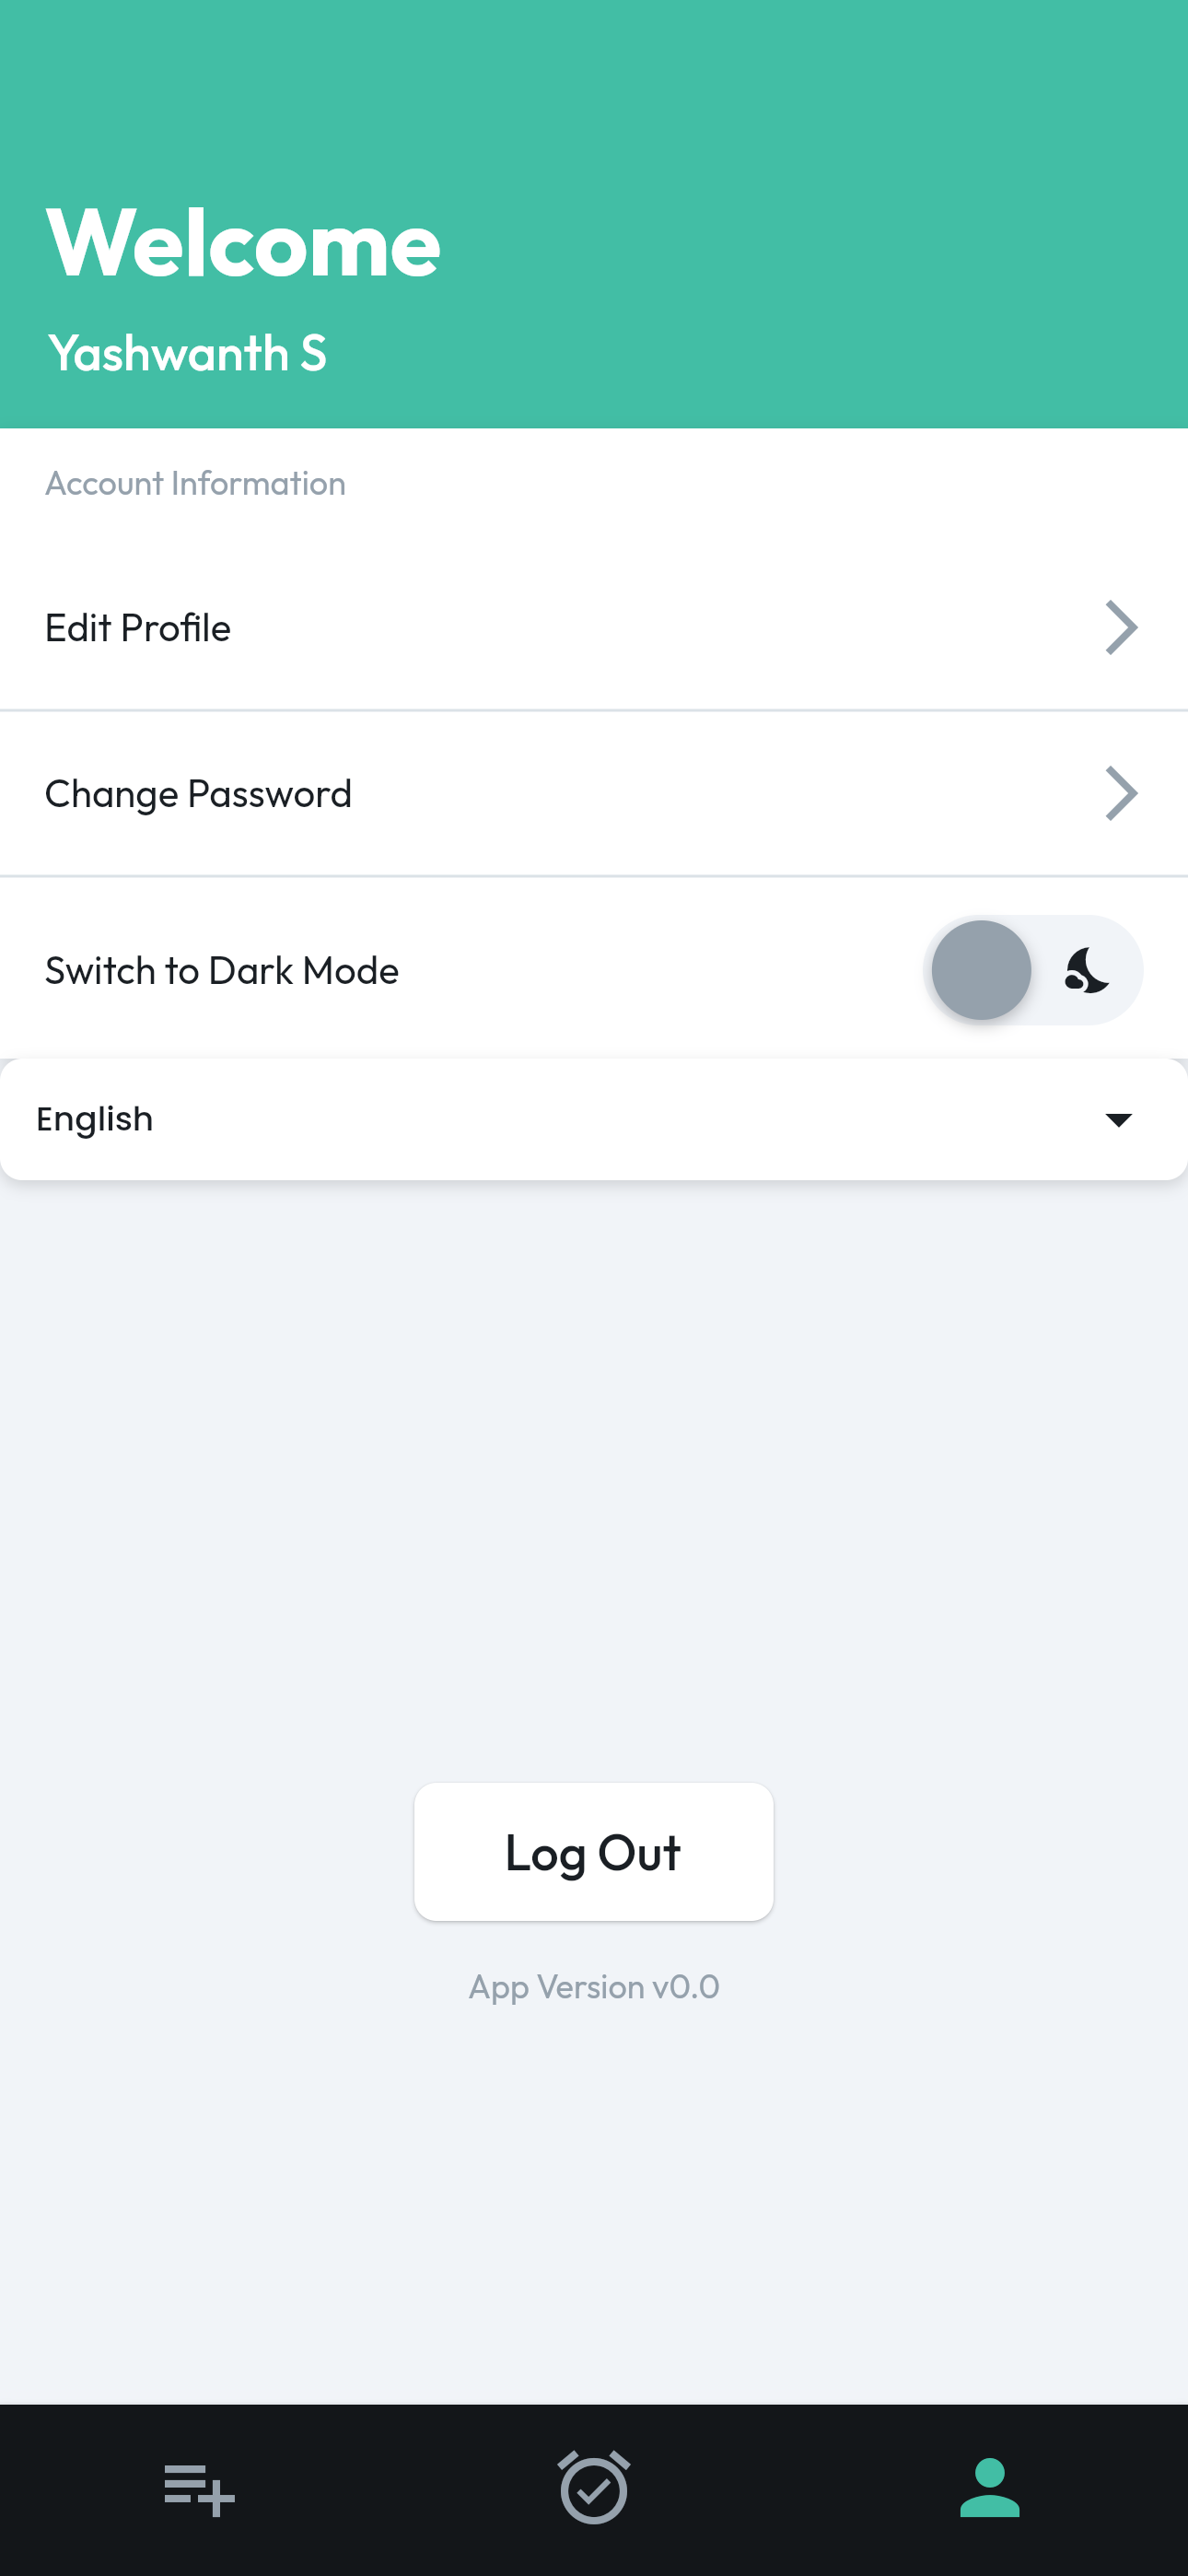 Welcome
Yashwanth S
Account Information
Edit Profile
Change Password
Switch to Dark Mode
English
Log Out
App Version v0.0